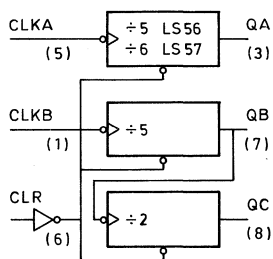 CLKA ÷5 LS56 QA
(5) ÷6 LS57 (3)
CLKB QB
(1) ÷5 (7)
CLR QC
(6) ÷2 (8)